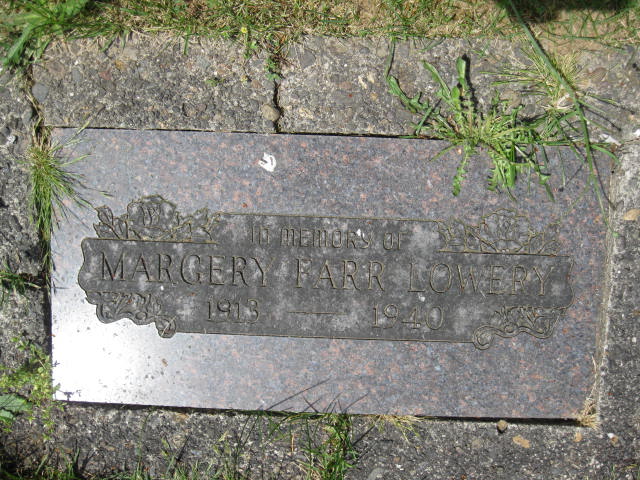 IN MEMORY OF
MARGERY FARR LOWERY
1913 — 1940